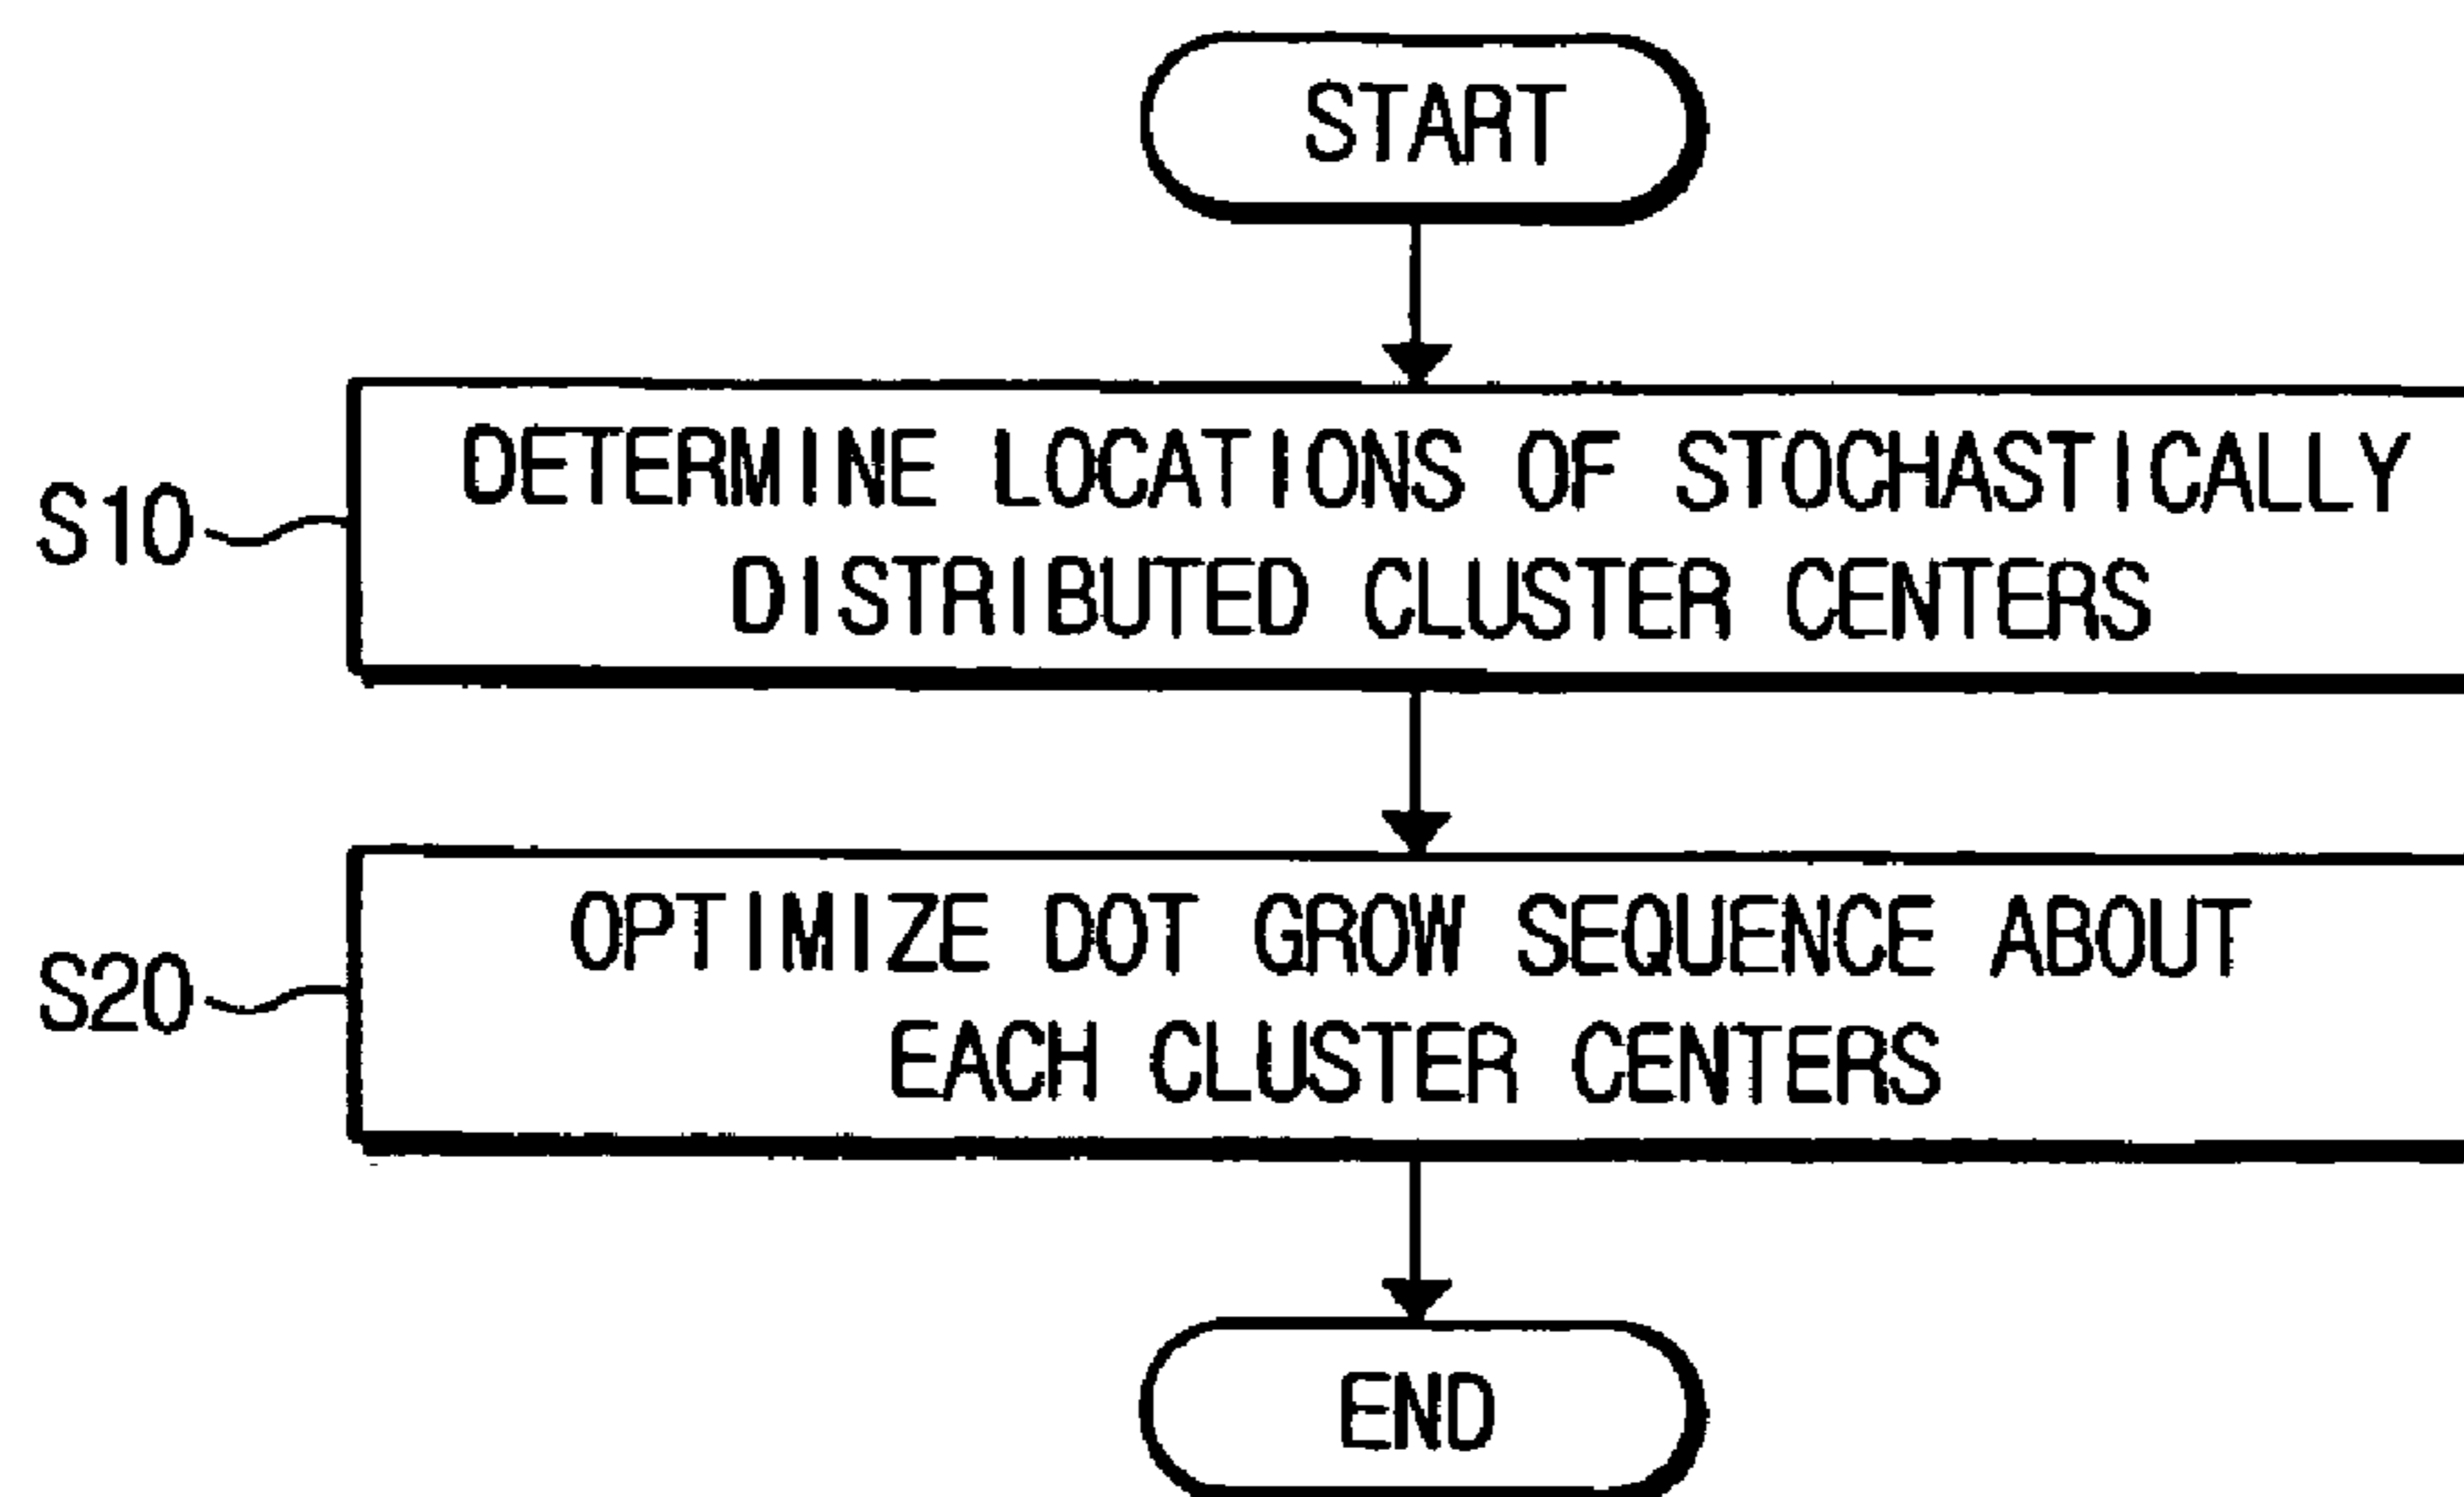 START
S10
DETERMINE LOCATIONS OF STOCHASTICALLY
DISTRIBUTED CLUSTER CENTERS
S20
OPTIMIZE DOT GROW SEQUENCE ABOUT
EACH CLUSTER CENTERS
END